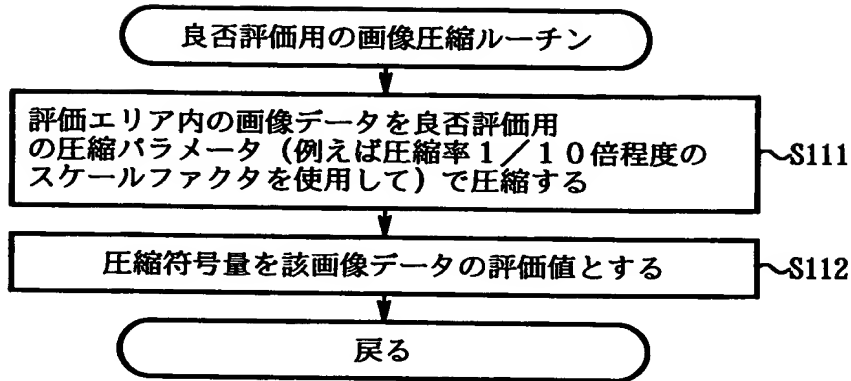 良否評価用の画像圧縮ルーチン
評価エリア内の画像データを良否評価用
の圧縮パラメータ（例えば圧縮率１／１０倍程度の
スケールファクタを使用して）で圧縮する
～S111
圧縮符号量を該画像データの評価値とする
～S112
戻る